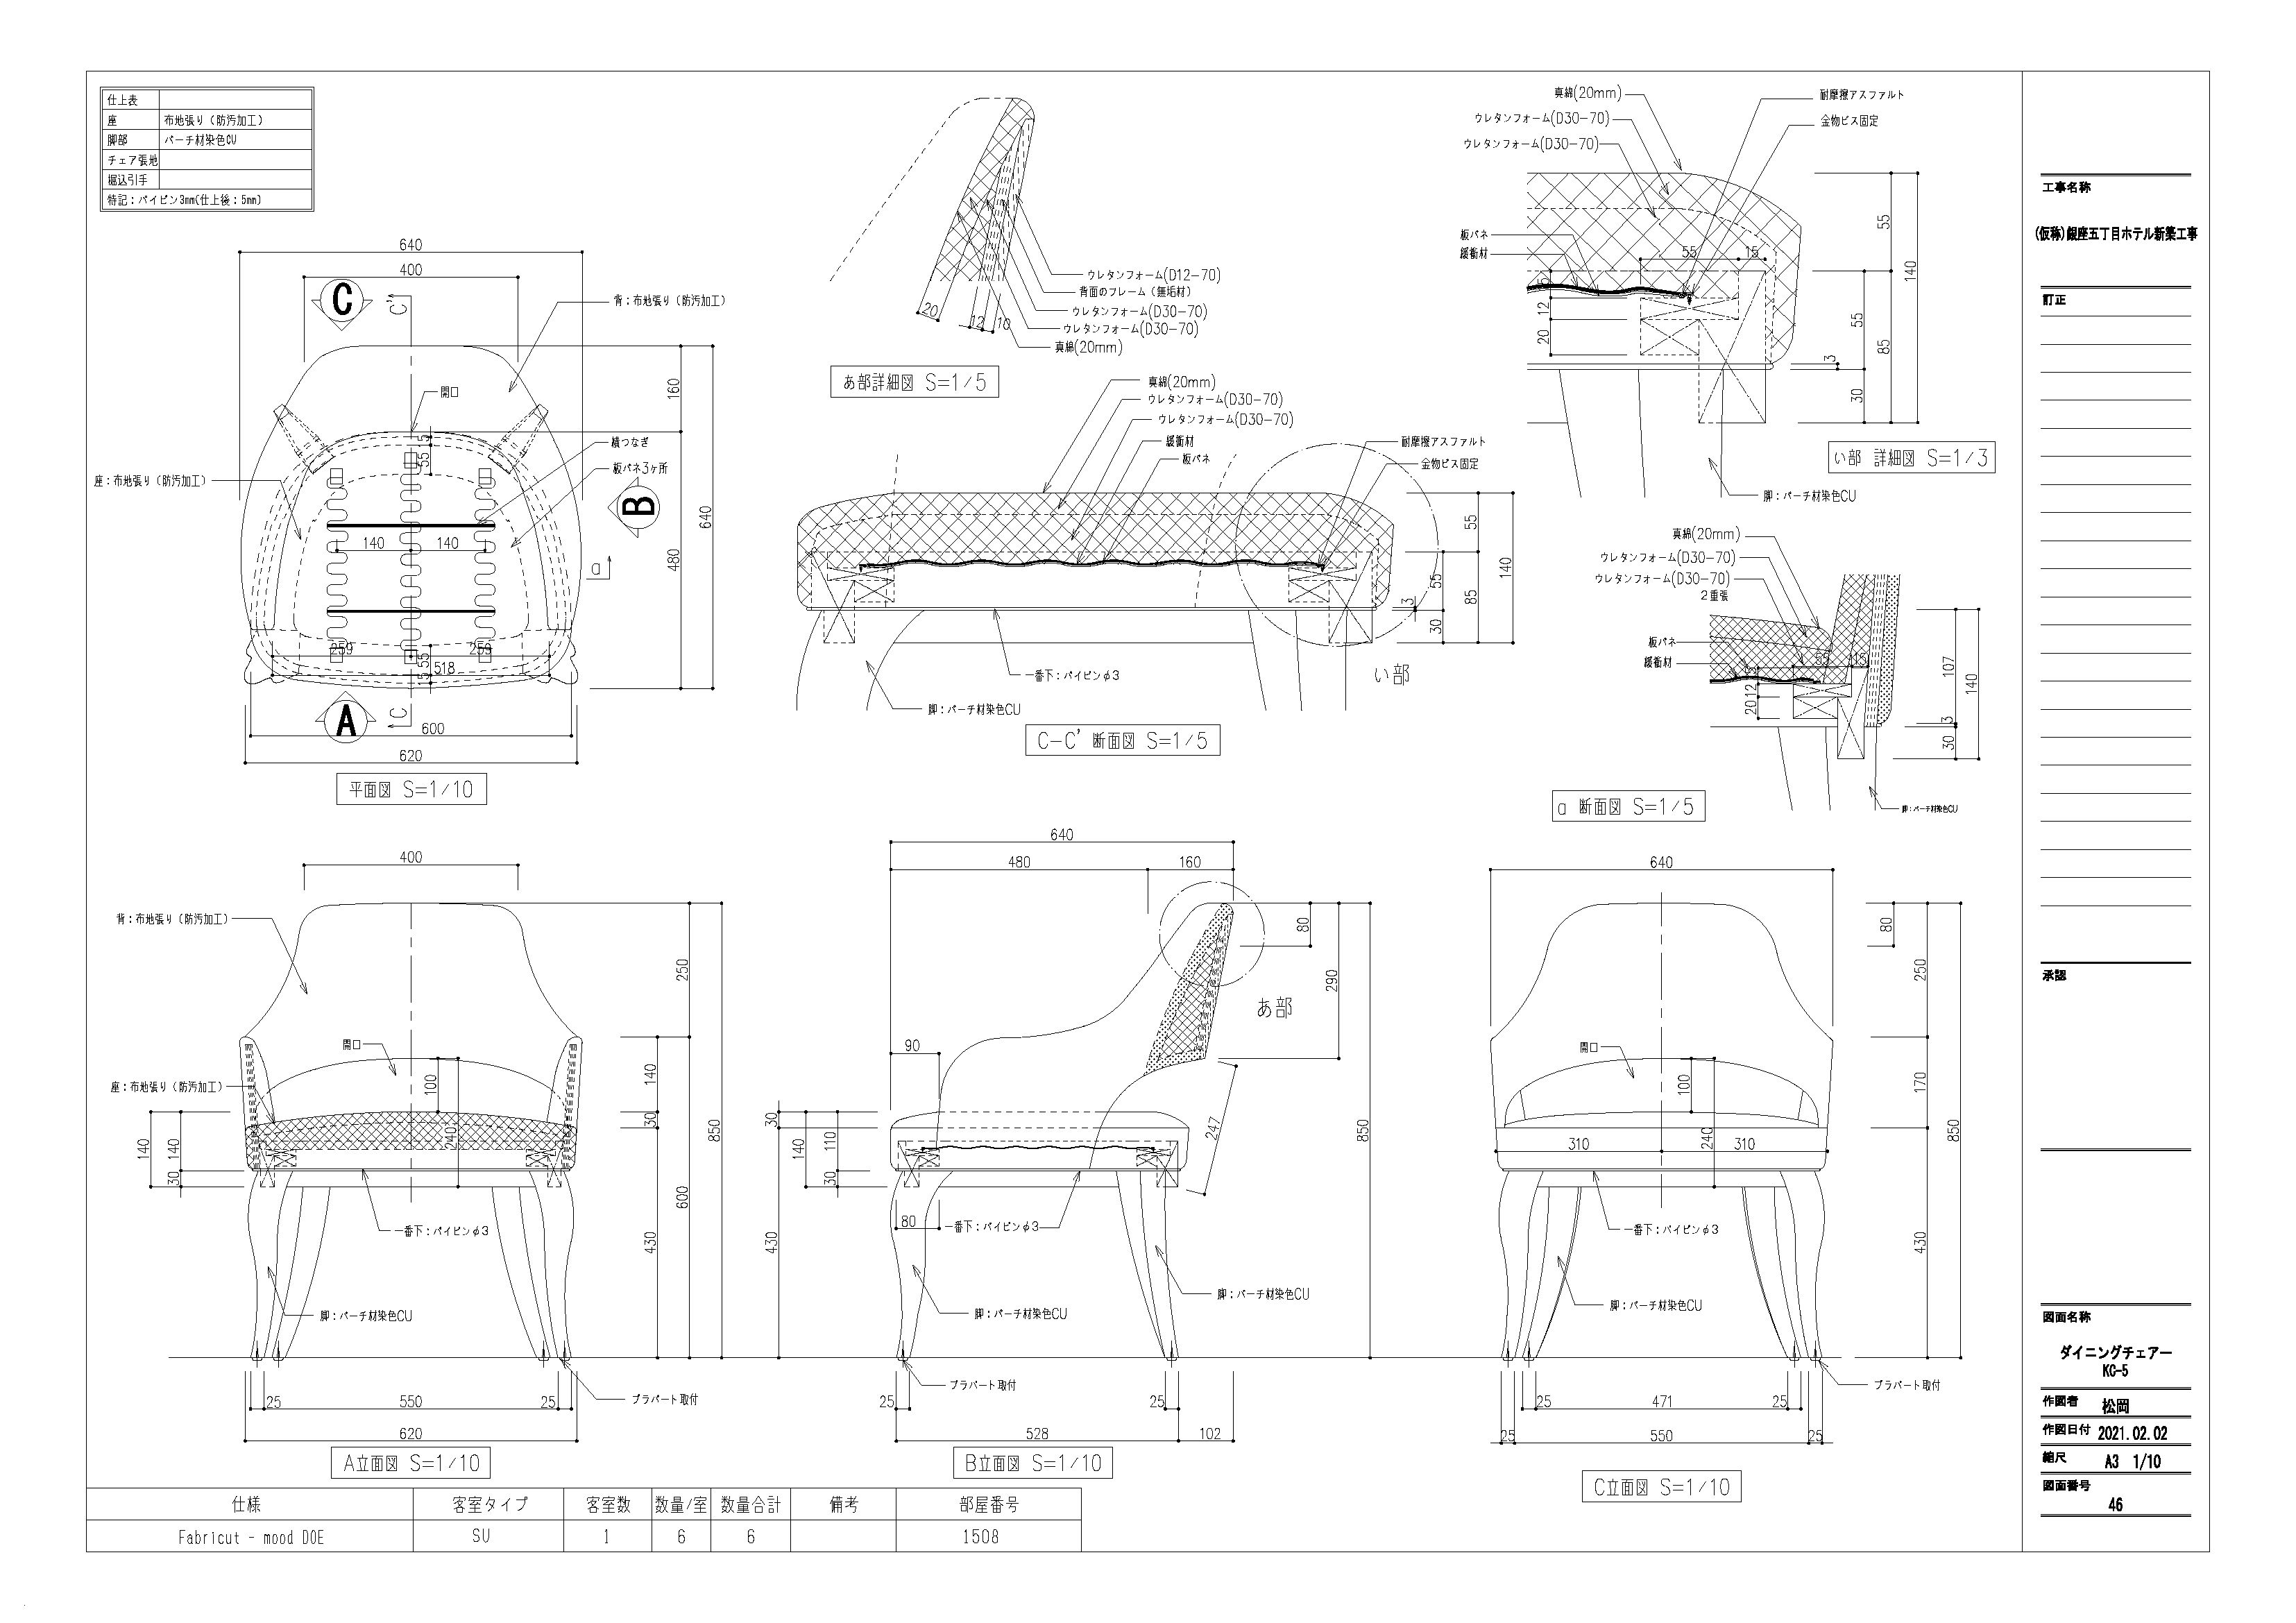 仕上表
座 布地張り（防汚加工）
脚部 バーチ材染色CU
チェア張地
掘込引手
特記：パイピン3mm(仕上後：5mm)
640
400
C
C'
背：布地張り（防汚加工）
開口
横つなぎ
板バネ3ヶ所
座：布地張り（防汚加工）
B
a
160
480
640
5
55
140
140
259
259
55
5
518
A
C
600
620
平面図 S=1/10
ウレタンフォーム(D12-70)
背面のフレーム（無垢材）
ウレタンフォーム(D30-70)
ウレタンフォーム(D30-70)
真綿(20mm)
20
12
10
あ部詳細図 S=1/5
真綿(20mm)
ウレタンフォーム(D30-70)
ウレタンフォーム(D30-70)
緩衝材
板バネ
耐摩擦アスファルト
金物ビス固定
55
140
55
85
3
30
い部
一番下：パイピンφ3
脚：バーチ材染色CU
C-C' 断面図 S=1/5
真綿(20mm)
ウレタンフォーム(D30-70)
ウレタンフォーム(D30-70)
耐摩擦アスファルト
金物ビス固定
板バネ
緩衝材
55
15
5
12
20
55
140
55
85
3
30
い部 詳細図 S=1/3
脚：バーチ材染色CU
真綿(20mm)
ウレタンフォーム(D30-70)
ウレタンフォーム(D30-70)
２重張
板バネ
緩衝材
55
15
5
12
20
107
140
3
30
脚：バーチ材染色CU
a 断面図 S=1/5
400
背：布地張り（防汚加工）
開口
座：布地張り（防汚加工）
100
240
140
140
30
250
140
30
850
600
430
一番下：パイピンφ3
脚：バーチ材染色CU
プラパート取付
25
550
25
620
A立面図 S=1/10
640
480
160
80
290
あ部
90
247
850
30
140
110
30
430
80
一番下：パイピンφ3
脚：バーチ材染色CU
脚：バーチ材染色CU
プラパート取付
25
25
528
102
B立面図 S=1/10
640
80
250
170
850
430
開口
100
240
310
310
一番下：パイピンφ3
脚：バーチ材染色CU
プラパート取付
25
471
25
25
550
25
C立面図 S=1/10
仕様 客室タイプ 客室数 数量/室 数量合計 備考 部屋番号
Fabricut - mood DOE SU 1 6 6 1508
工事名称
(仮称)銀座五丁目ホテル新築工事
訂正
承認
図面名称
ダイニングチェアー
KC-5
作図者 松岡
作図日付 2021.02.02
縮尺 A3 1/10
図面番号
46